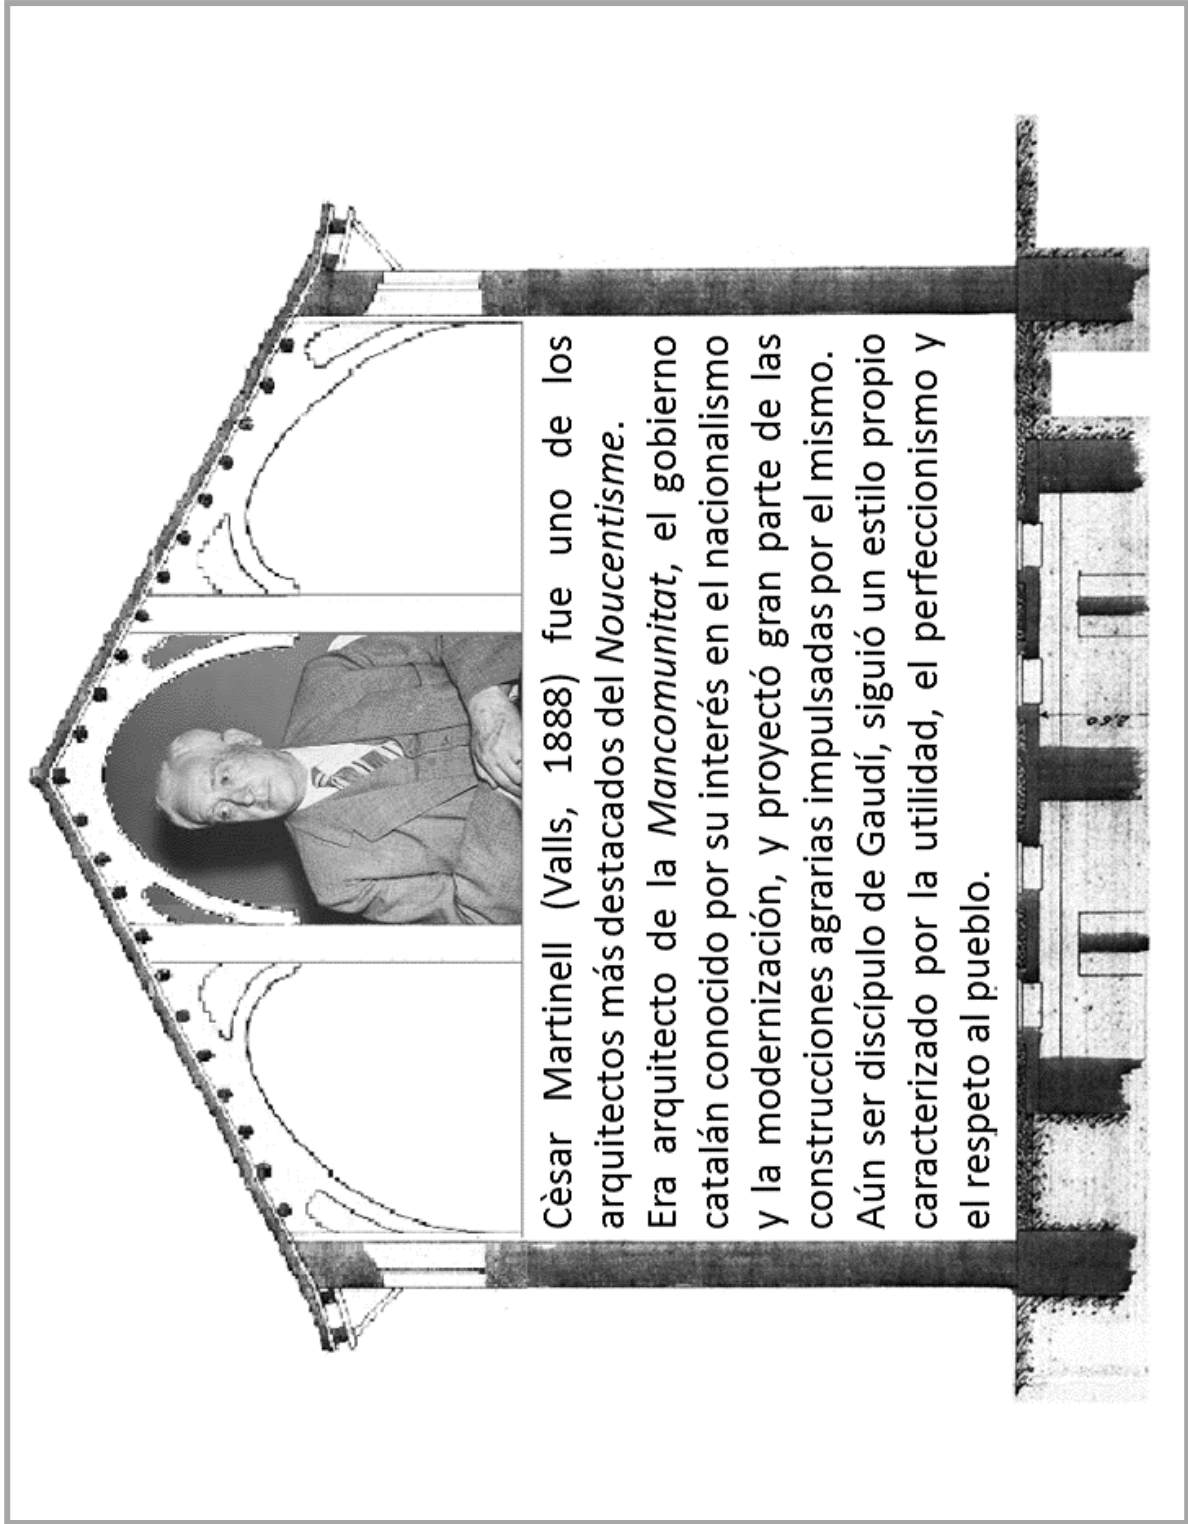 Cèsar Martinell (Valls, 1888) fue uno de los
arquitectos más destacados del Noucentisme.
Era arquitecto de la Mancomunitat, el gobierno
catalán conocido por su interés en el nacionalismo
y la modernización, y proyectó gran parte de las
construcciones agrarias impulsadas por el mismo.
Aún ser discípulo de Gaudí, siguió un estilo propio
caracterizado por la utilidad, el perfeccionismo y
el respeto al pueblo.